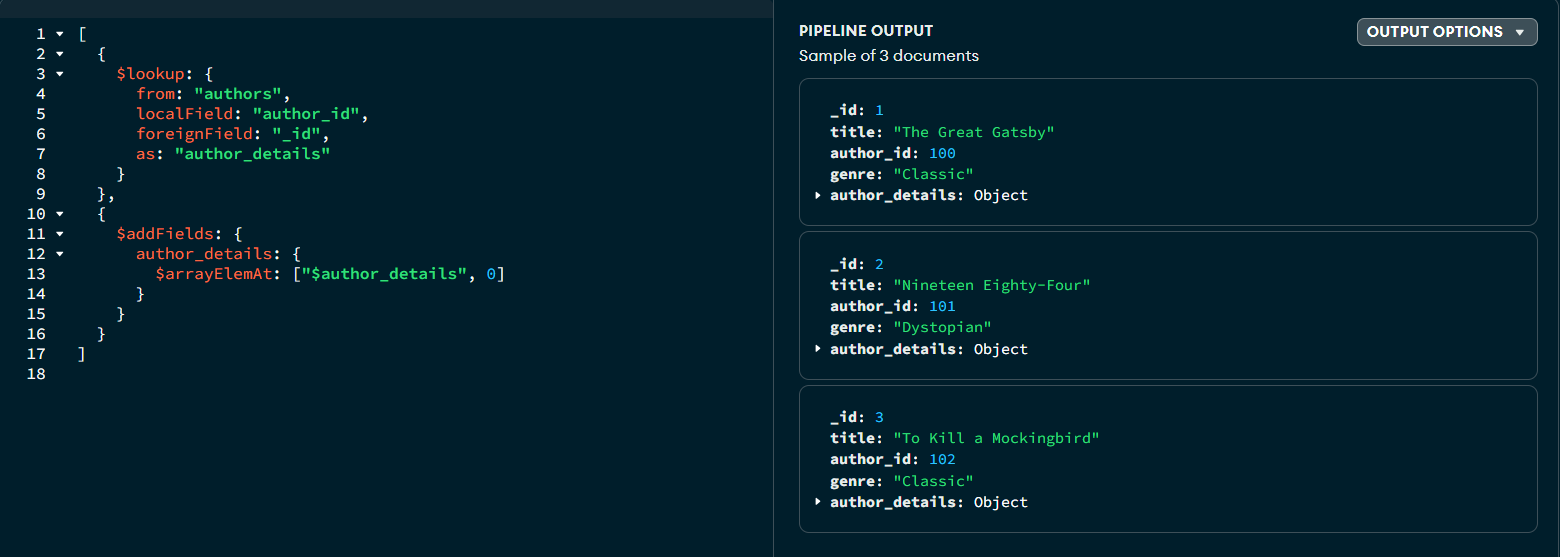 1 [
2 {
3 $lookup: {
4 from: "authors",
5 localField: "author_id",
6 foreignField: "_id",
7 as: "author_details"
8 }
9 },
10 {
11 $addFields: {
12 author_details: {
13 $arrayElemAt: ["$author_details", 0]
14 }
15 }
16 }
17 ]
18
PIPELINE OUTPUT
OUTPUT OPTIONS
Sample of 3 documents
_id: 1
title: "The Great Gatsby"
author_id: 100
genre: "Classic"
author_details: Object
_id: 2
title: "Nineteen Eighty-Four"
author_id: 101
genre: "Dystopian"
author_details: Object
_id: 3
title: "To Kill a Mockingbird"
author_id: 102
genre: "Classic"
author_details: Object